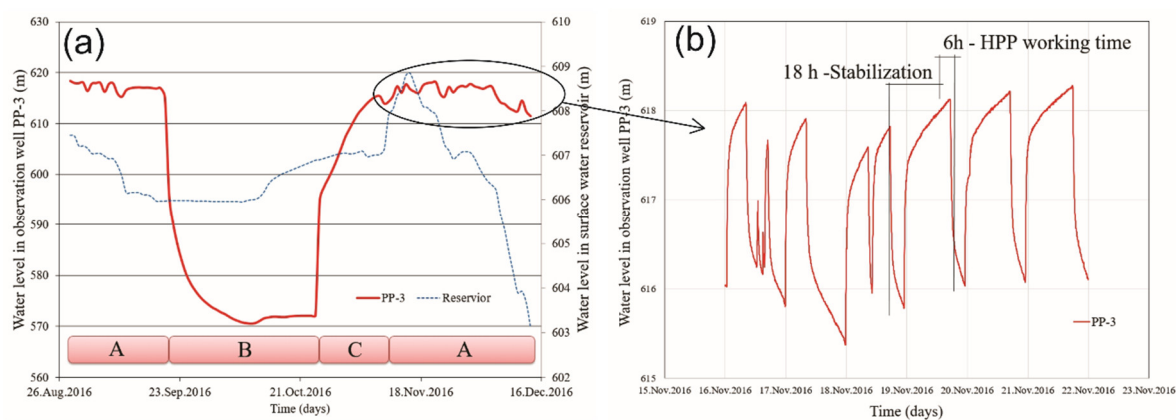 (a)
Water level in observation well PP-3 (m)
630
620
610
600
590
580
570
560
610
609
608
607
606
605
604
603
602
Water level in surface water reservoir (m)
PP-3
Reservior
A
B
C
A
26.Aug.2016
23.Sep.2016
21.Oct.2016
18.Nov.2016
16.Dec.2016
Time (days)
(b)
Water level in observation well PP-3 (m)
619
618
617
616
615
6h - HPP working time
18 h -Stabilization
PP-3
15.Nov.2016
16.Nov.2016
17.Nov.2016
18.Nov.2016
19.Nov.2016
20.Nov.2016
21.Nov.2016
22.Nov.2016
23.Nov.2016
Time (days)